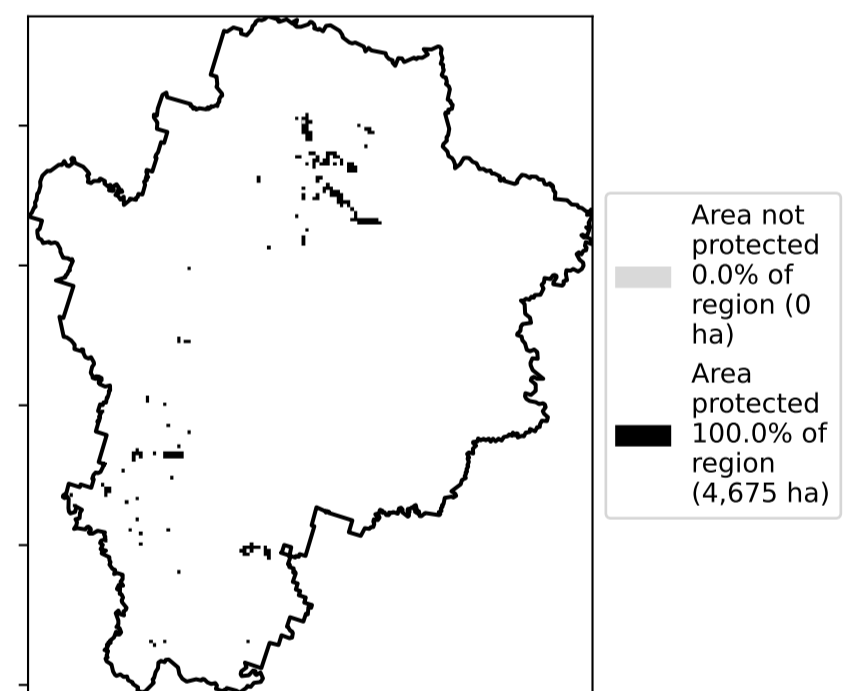 Area not
protected
0.0% of
region (0
ha)
Area
protected
100.0% of
region
(4,675 ha)